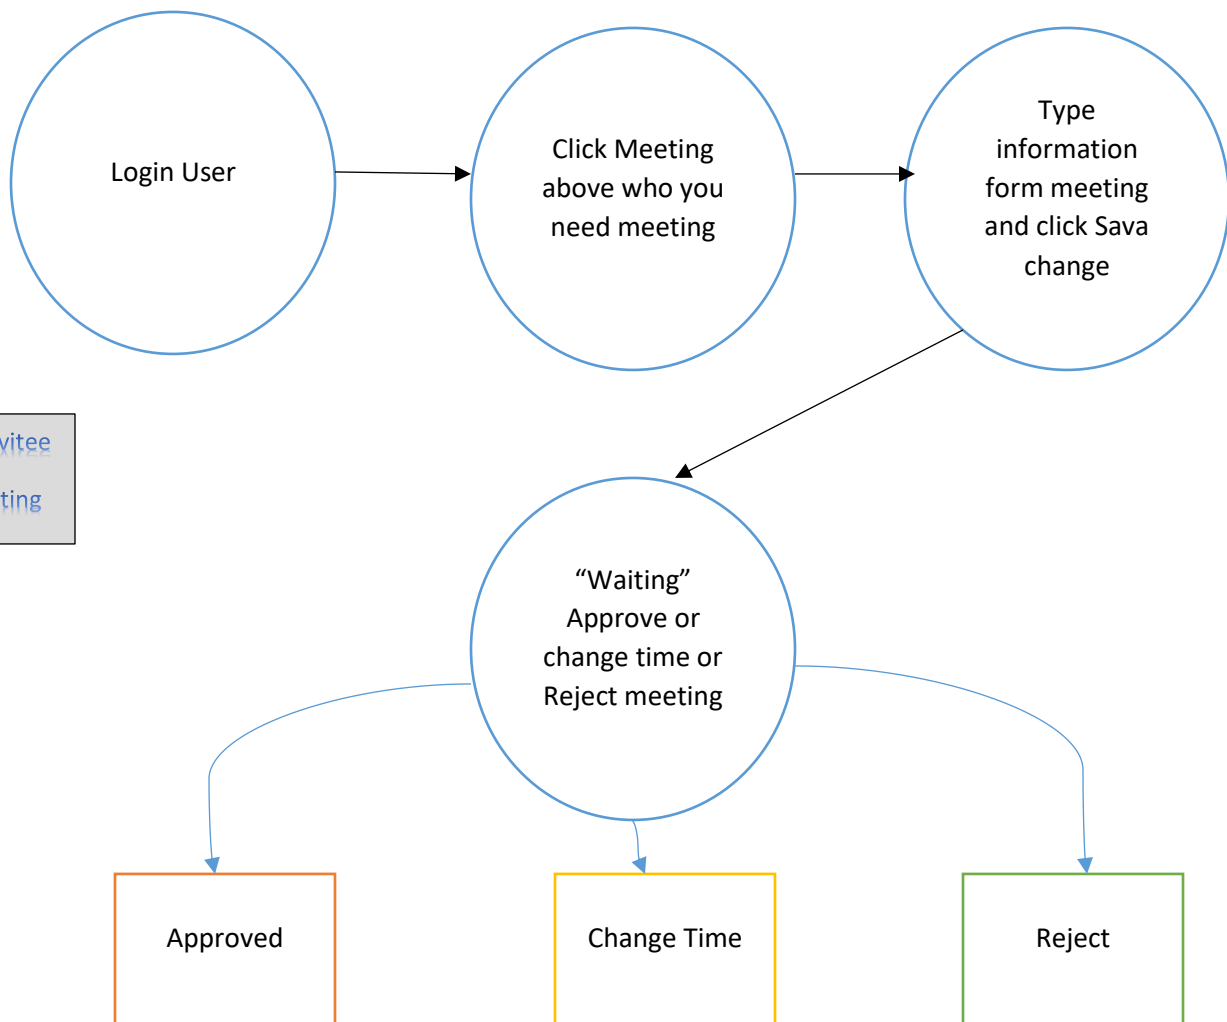 Login User
Click Meeting
above who you
need meeting
Type
information
form meeting
and click Sava
change
vitee
ting
“Waiting”
Approve or
change time or
Reject meeting
Approved
Change Time
Reject